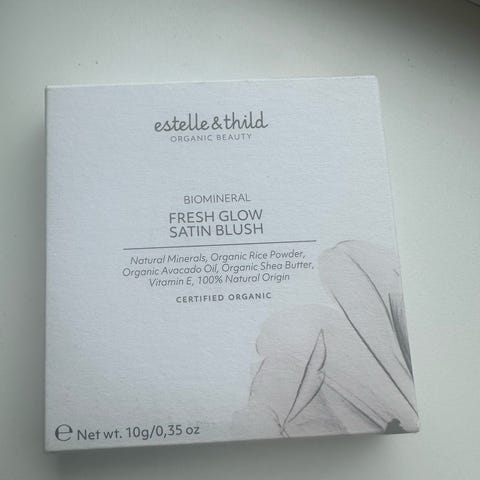 estelle & thild
ORGANIC BEAUTY
BIOMINERAL
FRESH GLOW
SATIN BLUSH
Natural Minerals, Organic Rice Powder,
Organic Avocado Oil, Organic Shea Butter,
Vitamin E, 100% Natural Origin
CERTIFIED ORGANIC
℮ Net wt. 10g/0,35 oz